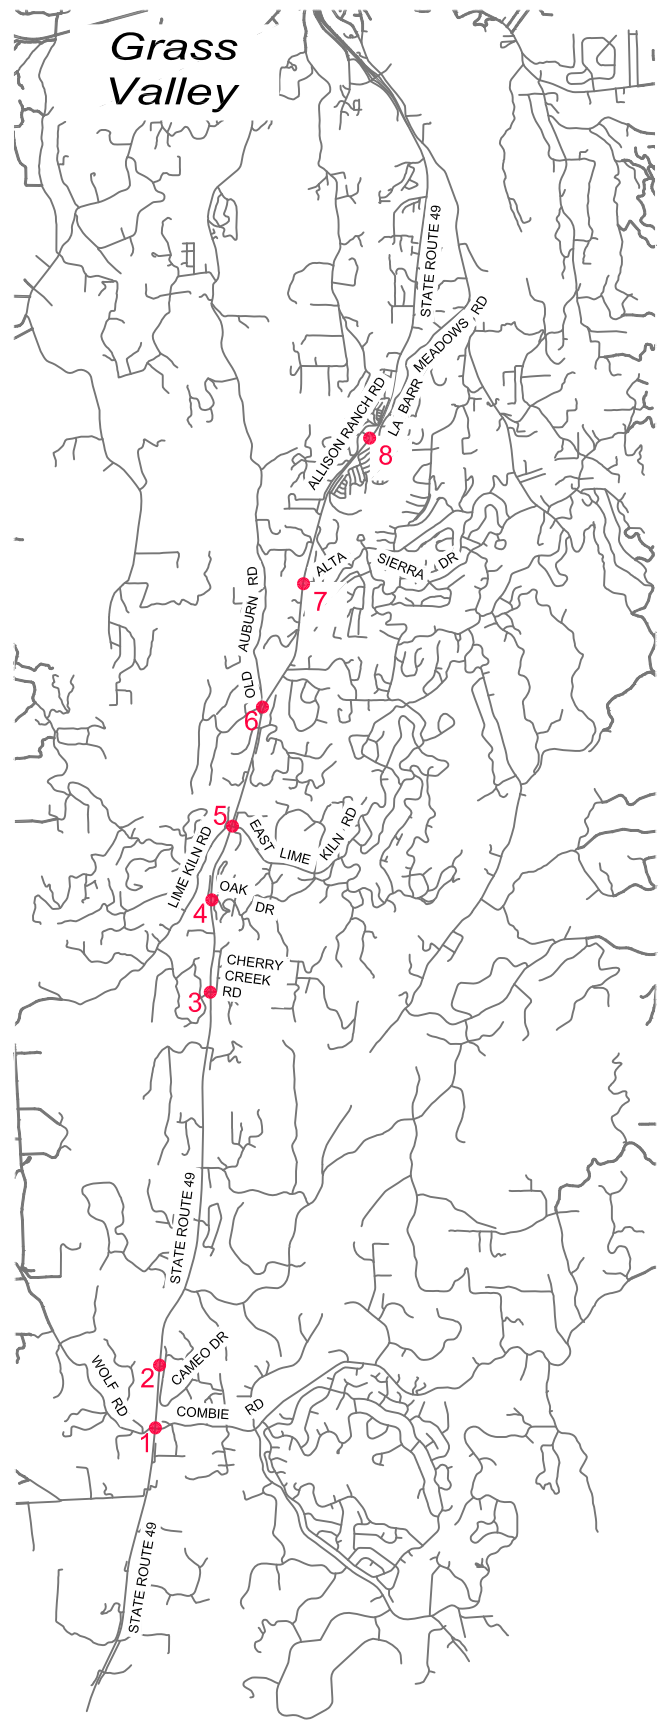 Grass
Valley
STATE ROUTE 49
LA BARR MEADOWS RD
ALLISON RANCH RD
8
ALTA SIERRA DR
7
OLD AUBURN RD
6
5
EAST LIME KILN RD
LIME KILN RD
OAK DR
4
CHERRY
CREEK
RD
3
STATE ROUTE 49
CAMEO DR
2
WOLF RD
COMBIE RD
1
STATE ROUTE 49